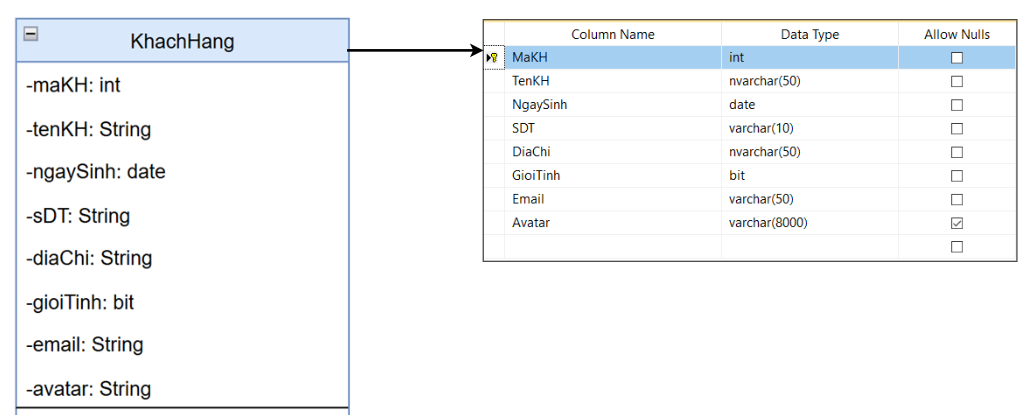 KhachHang
-maKH: int
-tenKH: String
-ngaySinh: date
-sDT: String
-diaChi: String
-gioiTinh: bit
-email: String
-avatar: String
Column Name Data Type Allow Nulls
MaKH int
TenKH nvarchar(50)
NgaySinh date
SDT varchar(10)
DiaChi nvarchar(50)
GioiTinh bit
Email varchar(50)
Avatar varchar(8000)